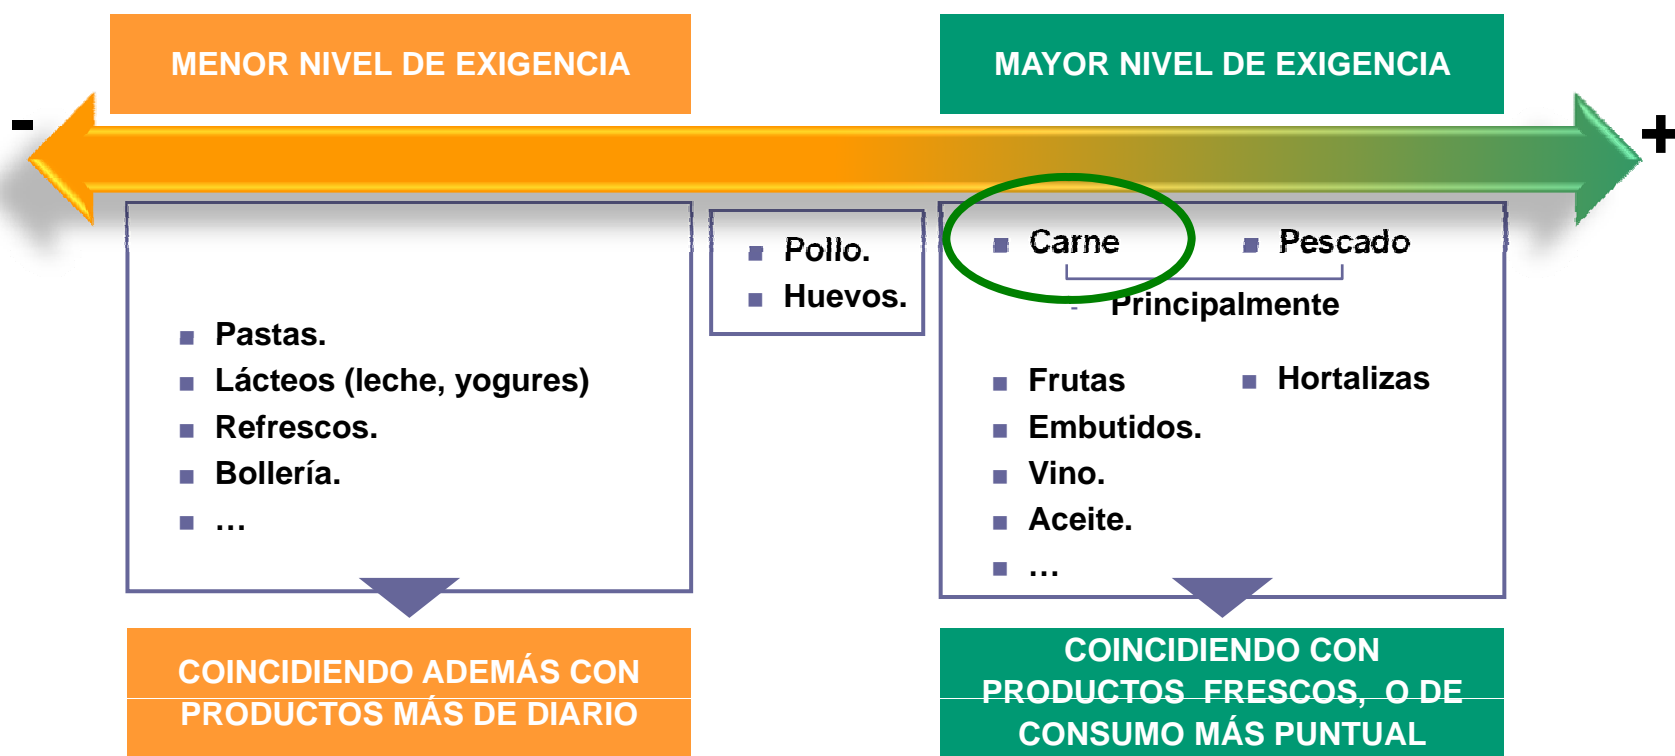 MENOR NIVEL DE EXIGENCIA
MAYOR NIVEL DE EXIGENCIA
-
+
Pastas.
Lácteos (leche, yogures)
Refrescos.
Bollería.
…
Pollo.
Huevos.
Carne
Pescado
- Principalmente
Frutas
Hortalizas
Embutidos.
Vino.
Aceite.
…
COINCIDIENDO ADEMÁS CON
PRODUCTOS MÁS DE DIARIO
COINCIDIENDO CON
PRODUCTOS FRESCOS, O DE
CONSUMO MÁS PUNTUAL